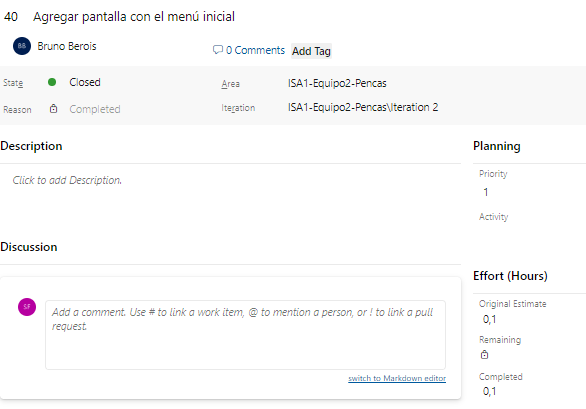 40 Agregar pantalla con el menú inicial
BB Bruno Berois
0 Comments Add Tag
State Closed
Area ISA1-Equipo2-Pencas
Reason Completed
Iteration ISA1-Equipo2-Pencas\Iteration 2
Description
Click to add Description.
Planning
Priority
1
Activity
Discussion
SF
Add a comment. Use # to link a work item, @ to mention a person, or ! to link a pull
request.
switch to Markdown editor
Effort (Hours)
Original Estimate
0,1
Remaining
Completed
0,1